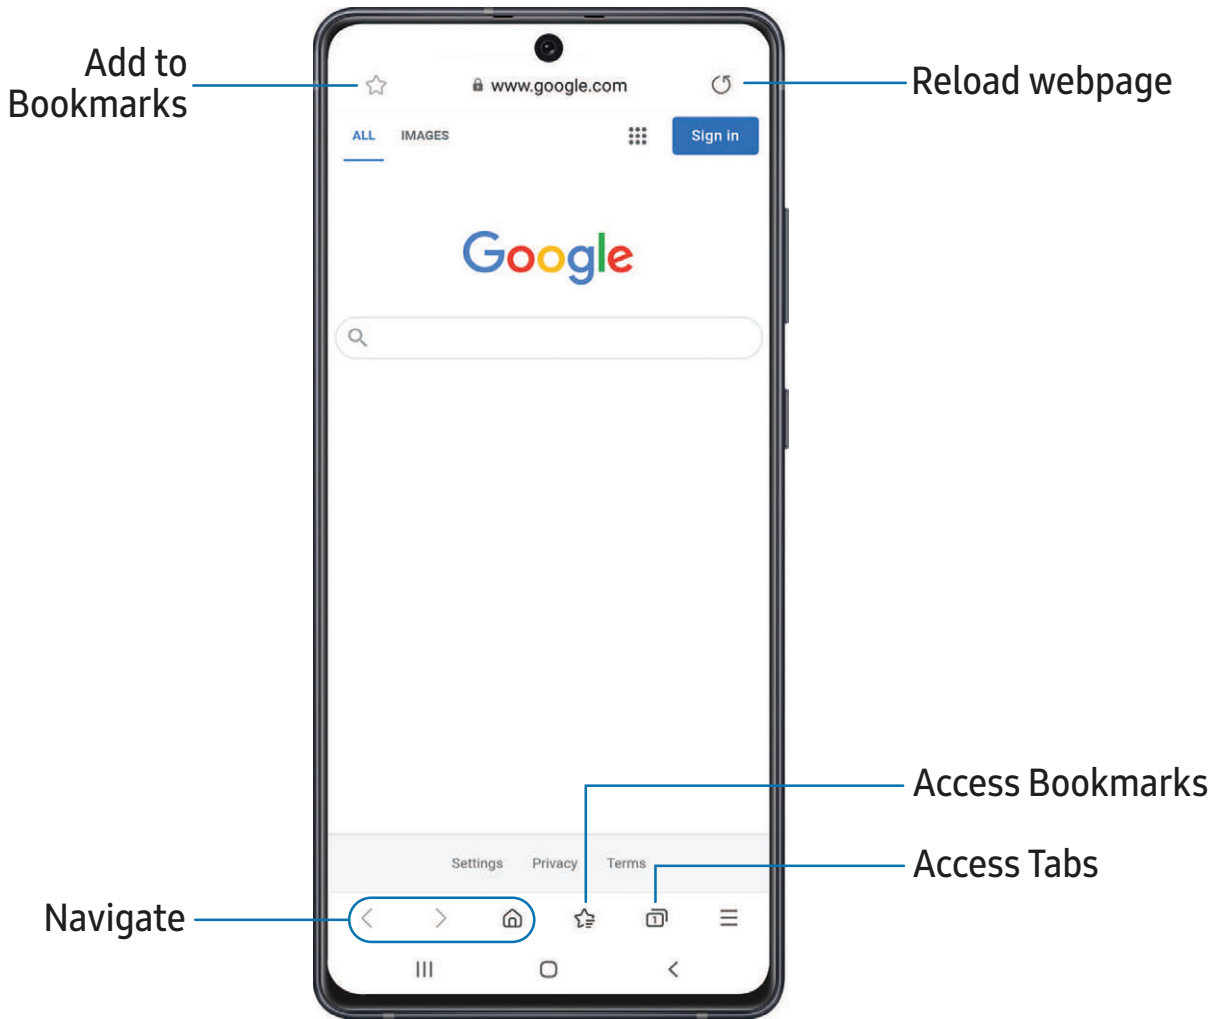 Add to
Bookmarks
www.google.com
Reload webpage
ALL IMAGES
Sign in
Google
Access Bookmarks
Settings Privacy Terms
Access Tabs
Navigate
1